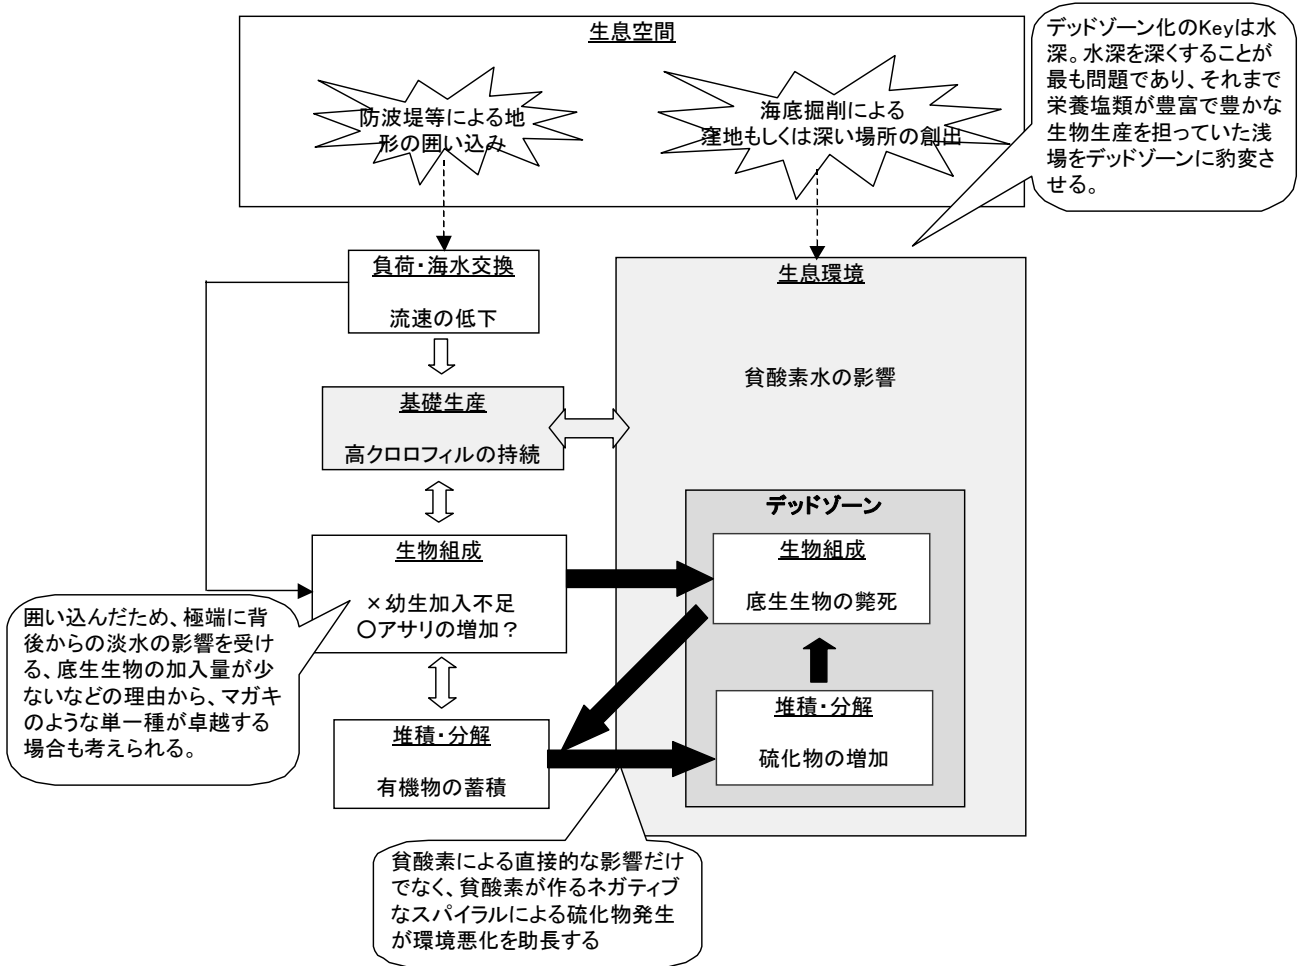 生息空間
防波堤等による地
形の囲い込み
海底掘削による
窪地もしくは深い場所の創出
デッドゾーン化のKeyは水
深。水深を深くすることが
最も問題であり、それまで
栄養塩類が豊富で豊かな
生物生産を担っていた浅
場をデッドゾーンに豹変さ
せる。
負荷・海水交換
流速の低下
生息環境
貧酸素水の影響
基礎生産
高クロロフィルの持続
デッドゾーン
生物組成
×幼生加入不足
○アサリの増加？
生物組成
底生生物の斃死
囲い込んだため、極端に背
後からの淡水の影響を受け
る、底生生物の加入量が少
ないなどの理由から、マガキ
のような単一種が卓越する
場合も考えられる。
堆積・分解
有機物の蓄積
堆積・分解
硫化物の増加
貧酸素による直接的な影響だけ
でなく、貧酸素が作るネガティブ
なスパイラルによる硫化物発生
が環境悪化を助長する